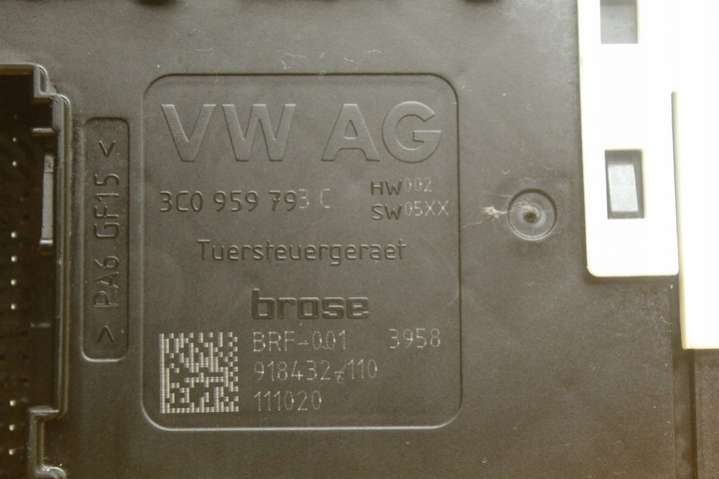 VW AG
3C0 959 793 C
HW002
SW05XX
Tuersteuergeraet
brose
BRF-001 3958
918432-110
111020
> PA6 GF15 <